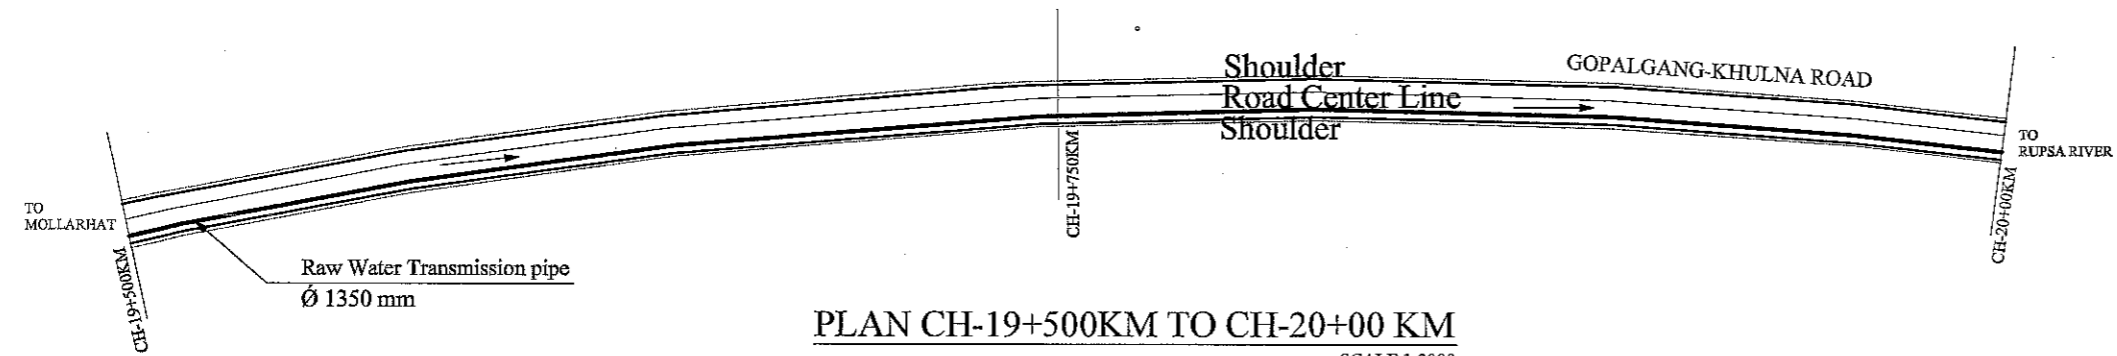 Shoulder
GOPALGANG-KHULNA ROAD
Road Center Line
Shoulder
TO
RUPSA RIVER
TO
MOLLARHAT
CH-19+500KM
CH-19+750KM
CH-20+00KM
Raw Water Transmission pipe
Ø 1350 mm
PLAN CH-19+500KM TO CH-20+00 KM